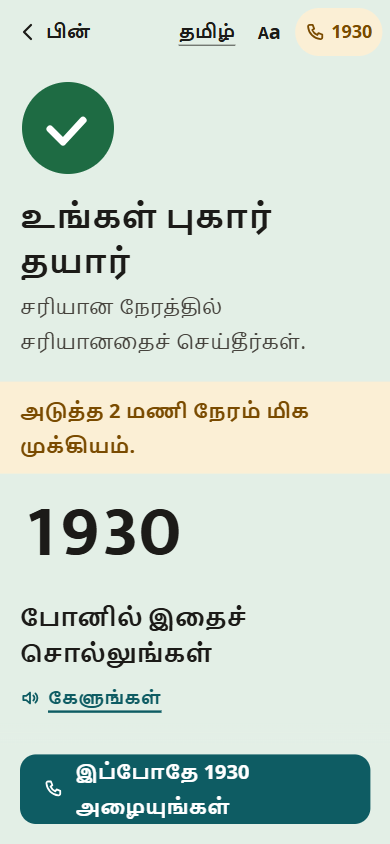 பின்
தமிழ்
Aa
1930
உங்கள் புகார்
தயார்
சரியான நேரத்தில்
சரியானதைச் செய்தீர்கள்.
அடுத்த 2 மணி நேரம் மிக
முக்கியம்.
1930
போனில் இதைச்
சொல்லுங்கள்
கேளுங்கள்
இப்போதே 1930
அழையுங்கள்